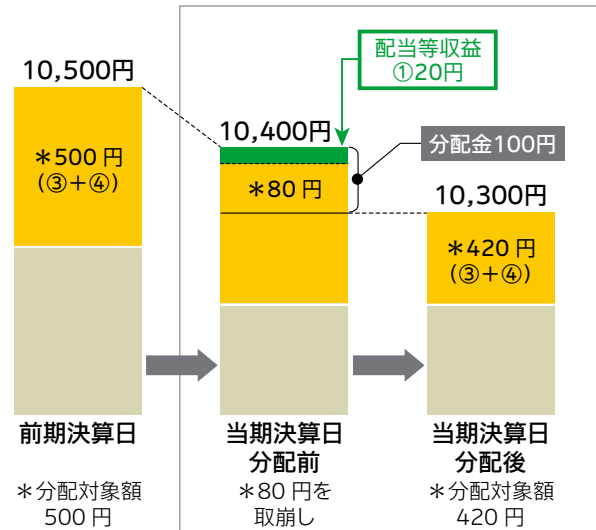 配当等収益
①20円
10,500円
10,400円
分配金100円
＊500 円
(③+④)
＊80 円
10,300円
＊420 円
(③+④)
前期決算日
当期決算日
分配前
当期決算日
分配後
＊分配対象額
500 円
＊80 円を
取崩し
＊分配対象額
420 円